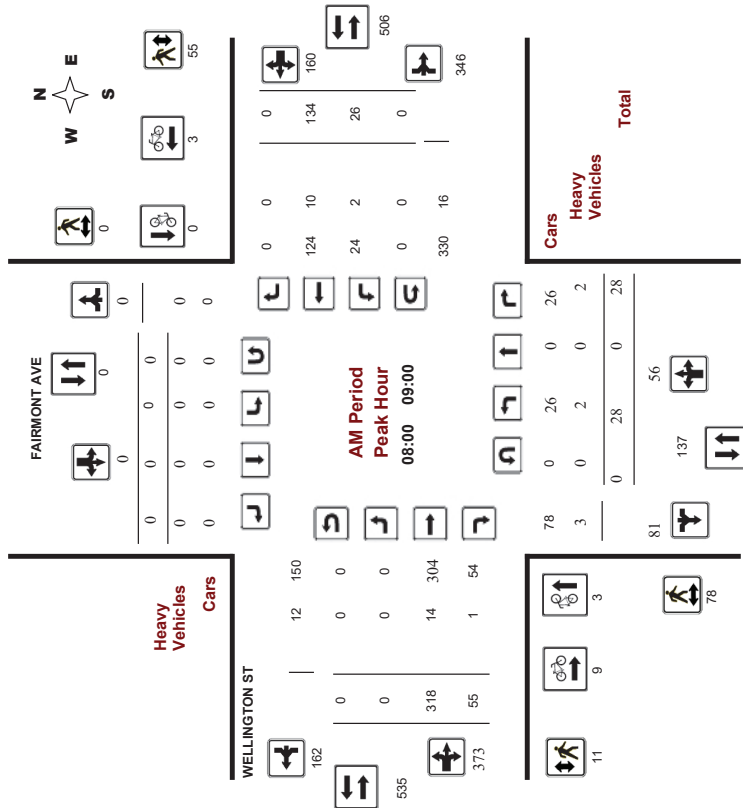 N
W E
S
55
3
0
0
FAIRMONT AVE
0
0
0
0 0 0 0
0 0 0 0 0
0 0 0 0 0
Heavy
Vehicles
Cars
WELLINGTON ST
12 150
0 0 0
0 0 0
318 14 304
55 1 54
162
535
373
AM Period
Peak Hour
08:00 09:00
0 0 0
124 10 134
24 2 26
0 0 0
330 16
160
506
346
78 0 26 0 26 Cars
3 0 2 0 2 Heavy
Vehicles
0 28 0 28 Total
81
137
56
3
9
11
78